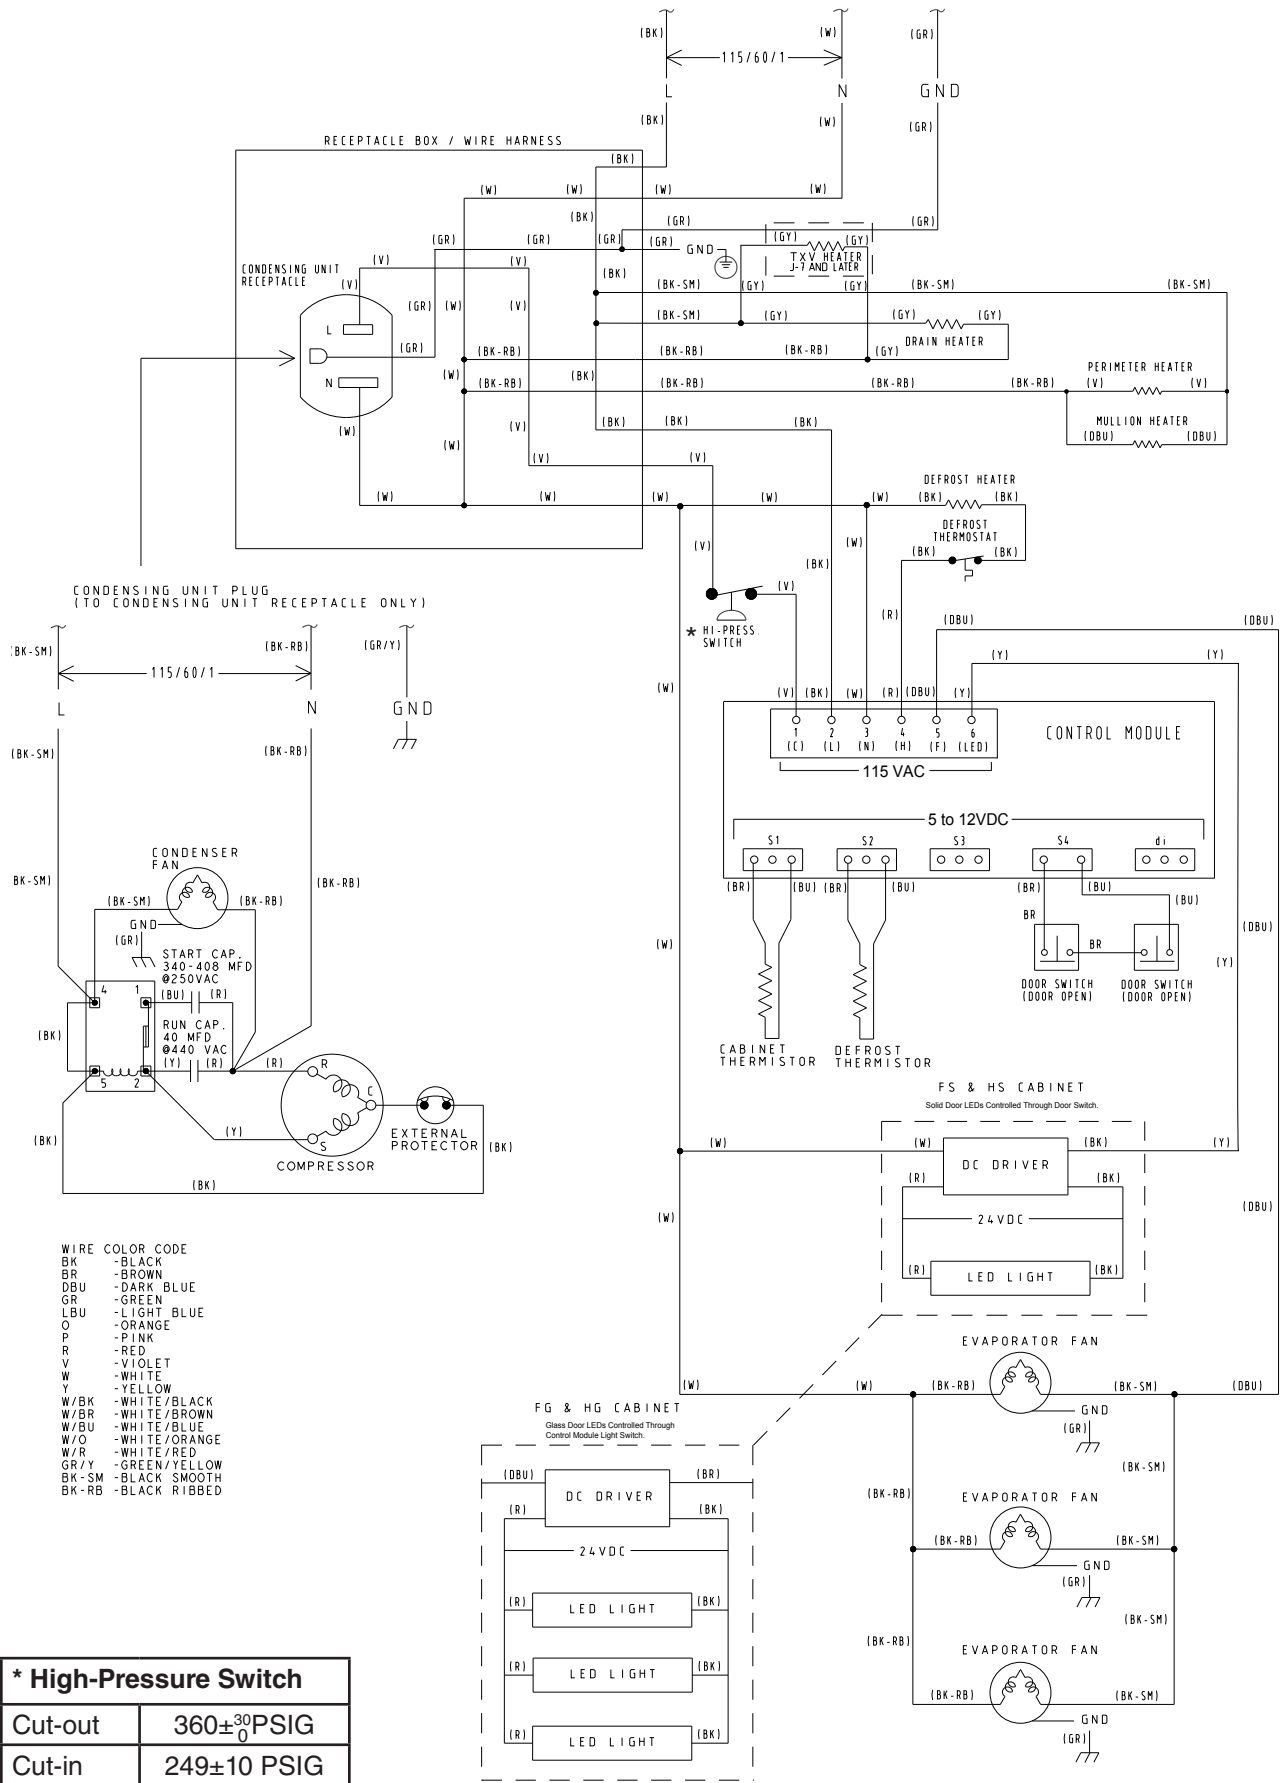 (BK)
(W)
(GR)
115/60/1
L
N
GND
(BK)
(W)
(GR)
RECEPTACLE BOX / WIRE HARNESS
(BK)
(W)
(W)
(W)
(W)
(BK)
(GR)
(GR)
(GR)
(GR)
(GR)
(GR)
GND
(GY)
(GY)
TXV HEATER
J-7 AND LATER
CONDENSING UNIT
RECEPTACLE
(V)
(V)
(V)
(BK)
(BK-SM)
(GY)
(GY)
(BK-SM)
(BK-SM)
(GR)
(W)
(V)
L
(BK-SM)
(GY)
(GY)
(GY)
DRAIN HEATER
(GR)
(BK-RB)
(BK-RB)
(BK-RB)
(GY)
N
(W)
(BK)
PERIMETER HEATER
(BK-RB)
(BK-RB)
(BK-RB)
(BK-RB)
(V)
(V)
MULLION HEATER
(DBU)
(DBU)
(W)
(W)
(V)
(BK)
(BK)
(BK)
(V)
(V)
DEFROST HEATER
(W)
(W)
(W)
(W)
(W)
(BK)
(BK)
DEFROST
THERMOSTAT
(BK)
(BK)
(V)
(W)
(BK)
CONDENSING UNIT PLUG
(TO CONDENSING UNIT RECEPTACLE ONLY)
(V)
* HI-PRESS.
SWITCH
(R)
(DBU)
(DBU)
(BK-SM)
(BK-RB)
(GR/Y)
115/60/1
L
N
GND
(Y)
(Y)
(W)
(V)
(BK)
(W)
(R)
(DBU)
(Y)
1
2
3
4
5
6
(C)
(L)
(N)
(H)
(F)
(LED)
CONTROL MODULE
115 VAC
(BK-SM)
(BK-RB)
5 to 12VDC
S1
S2
S3
S4
di
CONDENSER
FAN
(BK-SM)
(BK-RB)
(BK-SM)
(BK-RB)
GND
(GR)
(BR)
(BU)
(BR)
(BU)
(BR)
(BU)
(BU)
BR
BR
DOOR SWITCH
(DOOR OPEN)
DOOR SWITCH
(DOOR OPEN)
(DBU)
(Y)
(W)
START CAP.
340-408 MFD
@250VAC
4
1
(BU)
(R)
(BK)
RUN CAP.
40 MFD
@440 VAC
(Y)
(R)
(R)
5
2
R
C
S
CABINET
THERMISTOR
DEFROST
THERMISTOR
(BK)
(Y)
COMPRESSOR
EXTERNAL
PROTECTOR
(BK)
(BK)
FS & HS CABINET
Solid Door LEDs Controlled Through Door Switch.
(W)
(W)
(BK)
(Y)
DC DRIVER
(R)
(BK)
24VDC
(W)
(DBU)
(R)
LED LIGHT
(BK)
WIRE COLOR CODE
BK -BLACK
BR -BROWN
DBU -DARK BLUE
GR -GREEN
LBU -LIGHT BLUE
O -ORANGE
P -PINK
R -RED
V -VIOLET
W -WHITE
Y -YELLOW
W/BK -WHITE/BLACK
W/BR -WHITE/BROWN
W/BU -WHITE/BLUE
W/O -WHITE/ORANGE
W/R -WHITE/RED
GR/Y -GREEN/YELLOW
BK-SM -BLACK SMOOTH
BK-RB -BLACK RIBBED
EVAPORATOR FAN
(W)
(W)
(BK-RB)
(BK-SM)
(DBU)
GND
(GR)
FG & HG CABINET
Glass Door LEDs Controlled Through
Control Module Light Switch.
(DBU)
(BR)
DC DRIVER
(R)
(BK)
24VDC
(R)
LED LIGHT
(BK)
(R)
LED LIGHT
(BK)
(R)
LED LIGHT
(BK)
(BK-RB)
(BK-SM)
EVAPORATOR FAN
(BK-RB)
(BK-SM)
GND
(GR)
(BK-RB)
(BK-SM)
EVAPORATOR FAN
(BK-RB)
(BK-SM)
GND
(GR)
* High-Pressure Switch
Cut-out 360±30 0PSIG
Cut-in 249±10 PSIG